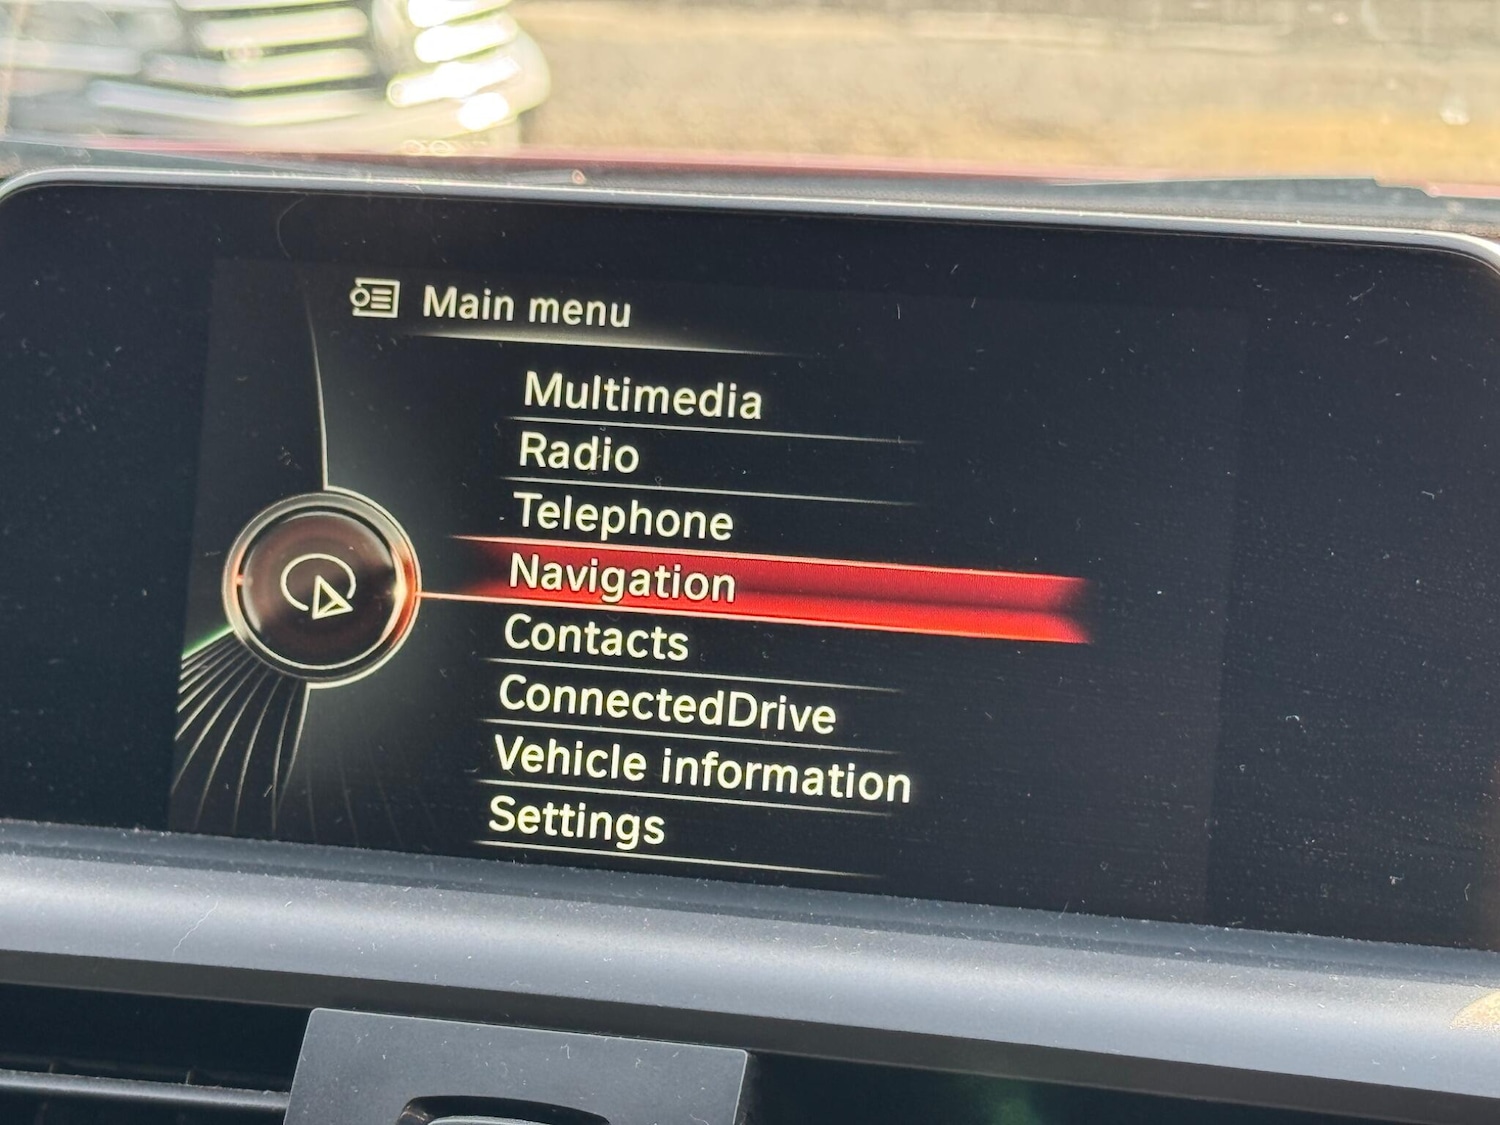 Main menu
Multimedia
Radio
Telephone
Navigation
Contacts
ConnectedDrive
Vehicle information
Settings